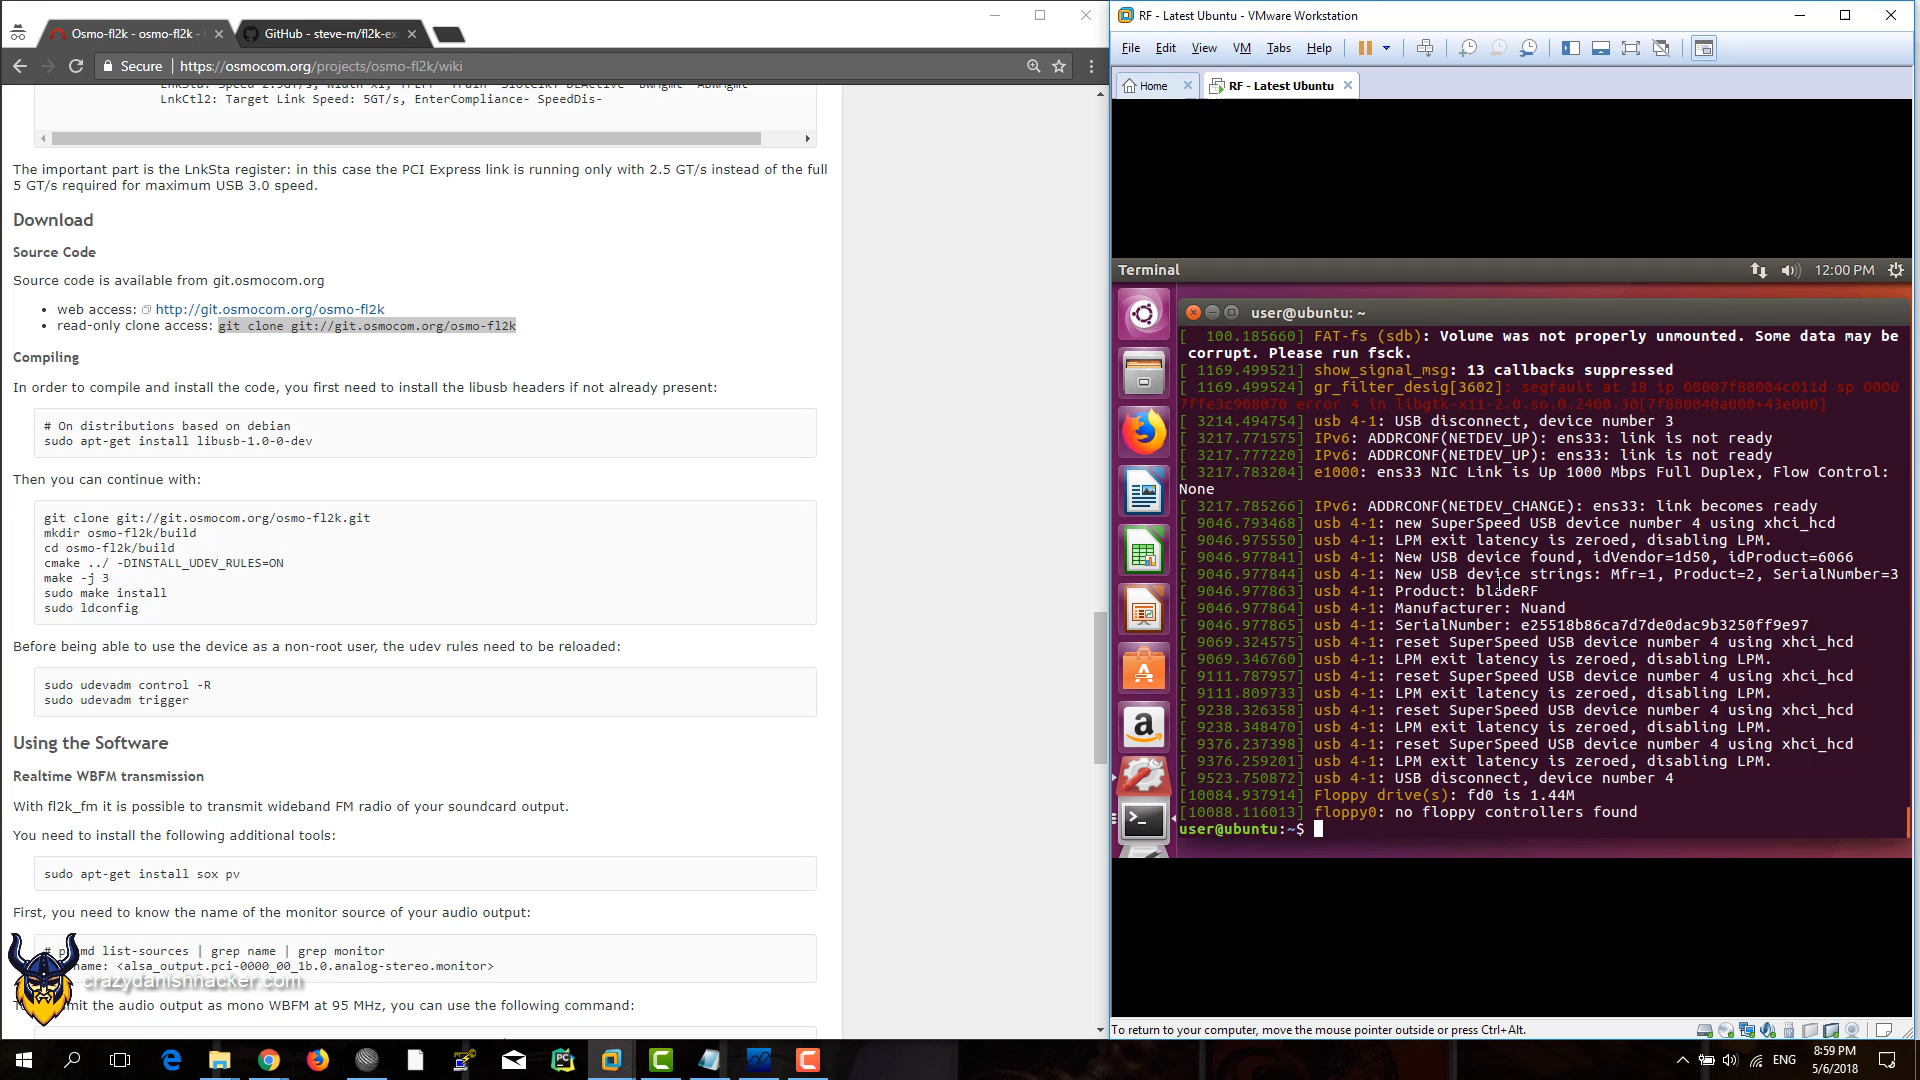 Osmo-fl2k - osmo-fl2k -
GitHub - steve-m/fl2k-ex
Secure
https://osmocom.org/projects/osmo-fl2k/wiki
LnkCtl2: Target Link Speed: 5GT/s, EnterCompliance- SpeedDis-
The important part is the LnkSta register: in this case the PCI Express link is running only with 2.5 GT/s instead of the full
5 GT/s required for maximum USB 3.0 speed.
Download
Source Code
Source code is available from git.osmocom.org
web access: http://git.osmocom.org/osmo-fl2k
read-only clone access: git clone git://git.osmocom.org/osmo-fl2k
Compiling
In order to compile and install the code, you first need to install the libusb headers if not already present:
# On distributions based on debian
sudo apt-get install libusb-1.0-0-dev
Then you can continue with:
git clone git://git.osmocom.org/osmo-fl2k.git
mkdir osmo-fl2k/build
cd osmo-fl2k/build
cmake ../ -DINSTALL_UDEV_RULES=ON
make -j 3
sudo make install
sudo ldconfig
Before being able to use the device as a non-root user, the udev rules need to be reloaded:
sudo udevadm control -R
sudo udevadm trigger
Using the Software
Realtime WBFM transmission
With fl2k_fm it is possible to transmit wideband FM radio of your soundcard output.
You need to install the following additional tools:
sudo apt-get install sox pv
First, you need to know the name of the monitor source of your audio output:
list-sources | grep name | grep monitor
name: <alsa_output.pci-0000_00_1b.0.analog-stereo.monitor>
crazydanishhacker.com
the audio output as mono WBFM at 95 MHz, you can use the following command:
RF - Latest Ubuntu - VMware Workstation
File Edit View VM Tabs Help
Home
RF - Latest Ubuntu
Terminal
12:00 PM
user@ubuntu: ~
[ 100.185660] FAT-fs (sdb): Volume was not properly unmounted. Some data may be
corrupt. Please run fsck.
[ 1169.499521] show_signal_msg: 13 callbacks suppressed
[ 1169.499524] gr_filter_desig[3602]: segfault at 18 ip 00007f80004c011d sp 0000
7ffe3c908070 error 4 in libgtk-x11-2.0.so.0.2400.30[7f800040a000+43e000]
[ 3214.494754] usb 4-1: USB disconnect, device number 3
[ 3217.771575] IPv6: ADDRCONF(NETDEV_UP): ens33: link is not ready
[ 3217.777220] IPv6: ADDRCONF(NETDEV_UP): ens33: link is not ready
[ 3217.783204] e1000: ens33 NIC Link is Up 1000 Mbps Full Duplex, Flow Control:
None
[ 3217.785266] IPv6: ADDRCONF(NETDEV_CHANGE): ens33: link becomes ready
[ 9046.793468] usb 4-1: new SuperSpeed USB device number 4 using xhci_hcd
[ 9046.975550] usb 4-1: LPM exit latency is zeroed, disabling LPM.
[ 9046.977841] usb 4-1: New USB device found, idVendor=1d50, idProduct=6066
[ 9046.977844] usb 4-1: New USB device strings: Mfr=1, Product=2, SerialNumber=3
[ 9046.977863] usb 4-1: Product: bladeRF
[ 9046.977864] usb 4-1: Manufacturer: Nuand
[ 9046.977865] usb 4-1: SerialNumber: e25518b86ca7d7de0dac9b3250ff9e97
[ 9069.324575] usb 4-1: reset SuperSpeed USB device number 4 using xhci_hcd
[ 9069.346760] usb 4-1: LPM exit latency is zeroed, disabling LPM.
[ 9111.787957] usb 4-1: reset SuperSpeed USB device number 4 using xhci_hcd
[ 9111.809733] usb 4-1: LPM exit latency is zeroed, disabling LPM.
[ 9238.326358] usb 4-1: reset SuperSpeed USB device number 4 using xhci_hcd
[ 9238.348470] usb 4-1: LPM exit latency is zeroed, disabling LPM.
[ 9376.237398] usb 4-1: reset SuperSpeed USB device number 4 using xhci_hcd
[ 9376.259201] usb 4-1: LPM exit latency is zeroed, disabling LPM.
[ 9523.750872] usb 4-1: USB disconnect, device number 4
[10084.937914] Floppy drive(s): fd0 is 1.44M
[10088.116013] floppy0: no floppy controllers found
user@ubuntu:~$
To return to your computer, move the mouse pointer outside or press Ctrl+Alt.
ENG
8:59 PM
5/6/2018